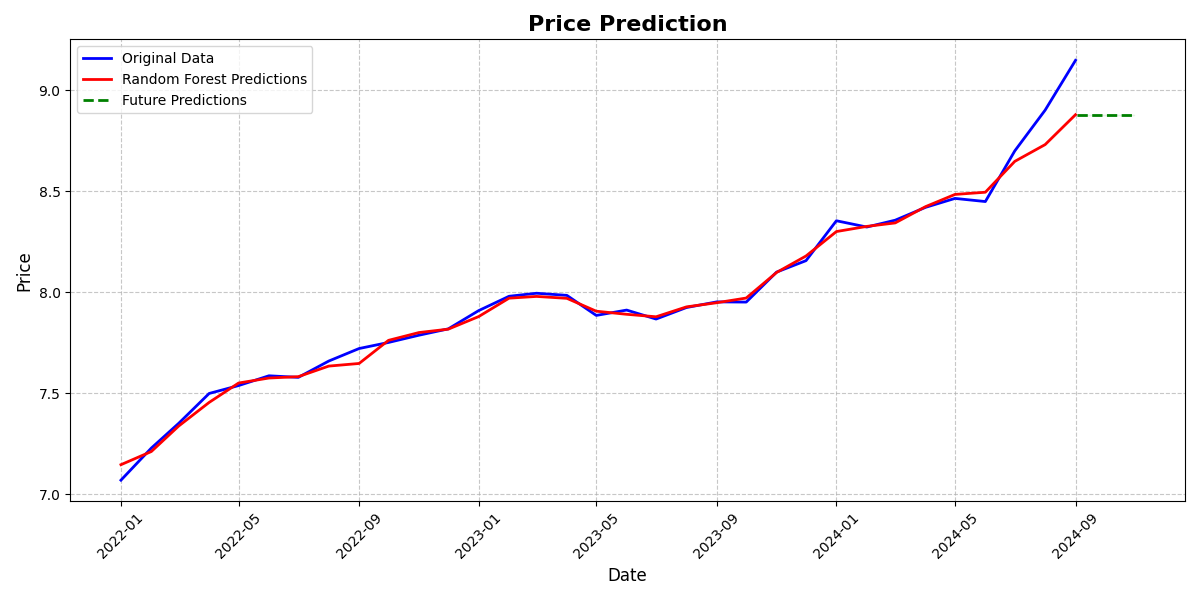 Price Prediction
Original Data
Random Forest Predictions
Future Predictions
Price
9.0
8.5
8.0
7.5
7.0
2022-01
2022-05
2022-09
2023-01
2023-05
2023-09
2024-01
2024-05
2024-09
Date